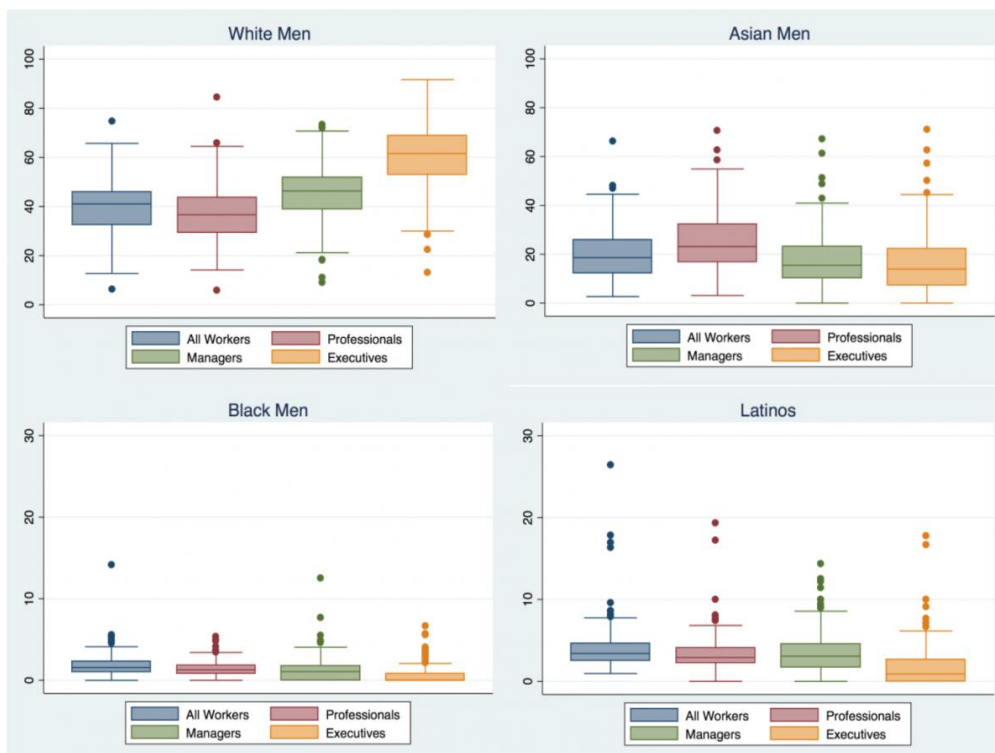 White Men
100
80
60
40
20
0
All Workers Professionals
Managers Executives
Asian Men
100
80
60
40
20
0
All Workers Professionals
Managers Executives
Black Men
30
20
10
0
All Workers Professionals
Managers Executives
Latinos
30
20
10
0
All Workers Professionals
Managers Executives